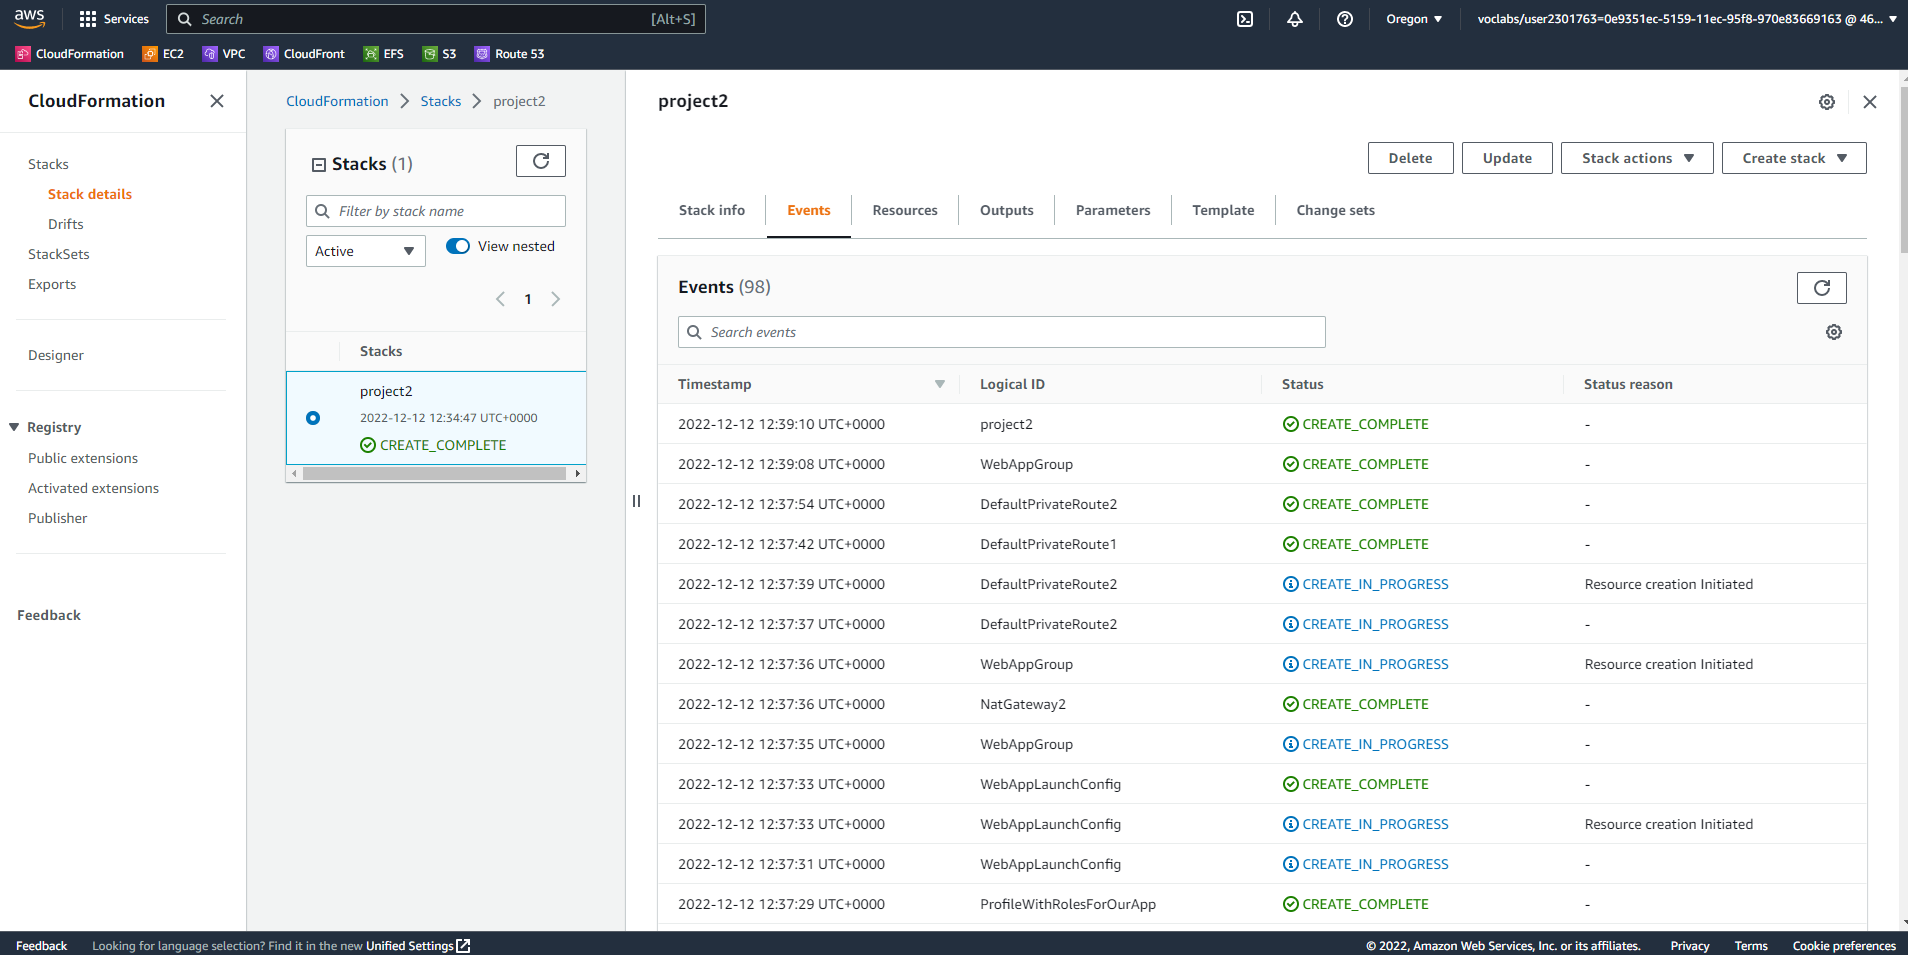 aws
Services
Search
[Alt+S]
Oregon
voclabs/user2301763=0e9351ec-5159-11ec-95f8-970e83669163 @ 46...
CloudFormation
EC2
VPC
CloudFront
EFS
S3
Route 53
CloudFormation
Stacks
Stack details
Drifts
StackSets
Exports
Designer
Registry
Public extensions
Activated extensions
Publisher
Feedback
CloudFormation
Stacks
project2
Stacks (1)
Filter by stack name
Active
View nested
1
Stacks
project2
2022-12-12 12:34:47 UTC+0000
CREATE_COMPLETE
project2
Delete
Update
Stack actions
Create stack
Stack info
Events
Resources
Outputs
Parameters
Template
Change sets
Events (98)
Search events
Timestamp Logical ID Status Status reason
2022-12-12 12:39:10 UTC+0000 project2 CREATE_COMPLETE -
2022-12-12 12:39:08 UTC+0000 WebAppGroup CREATE_COMPLETE -
2022-12-12 12:37:54 UTC+0000 DefaultPrivateRoute2 CREATE_COMPLETE -
2022-12-12 12:37:42 UTC+0000 DefaultPrivateRoute1 CREATE_COMPLETE -
2022-12-12 12:37:39 UTC+0000 DefaultPrivateRoute2 CREATE_IN_PROGRESS Resource creation Initiated
2022-12-12 12:37:37 UTC+0000 DefaultPrivateRoute2 CREATE_IN_PROGRESS -
2022-12-12 12:37:36 UTC+0000 WebAppGroup CREATE_IN_PROGRESS Resource creation Initiated
2022-12-12 12:37:36 UTC+0000 NatGateway2 CREATE_COMPLETE -
2022-12-12 12:37:35 UTC+0000 WebAppGroup CREATE_IN_PROGRESS -
2022-12-12 12:37:33 UTC+0000 WebAppLaunchConfig CREATE_COMPLETE -
2022-12-12 12:37:33 UTC+0000 WebAppLaunchConfig CREATE_IN_PROGRESS Resource creation Initiated
2022-12-12 12:37:31 UTC+0000 WebAppLaunchConfig CREATE_IN_PROGRESS -
2022-12-12 12:37:29 UTC+0000 ProfileWithRolesForOurApp CREATE_COMPLETE -
Feedback
Looking for language selection? Find it in the new Unified Settings
© 2022, Amazon Web Services, Inc. or its affiliates.
Privacy
Terms
Cookie preferences